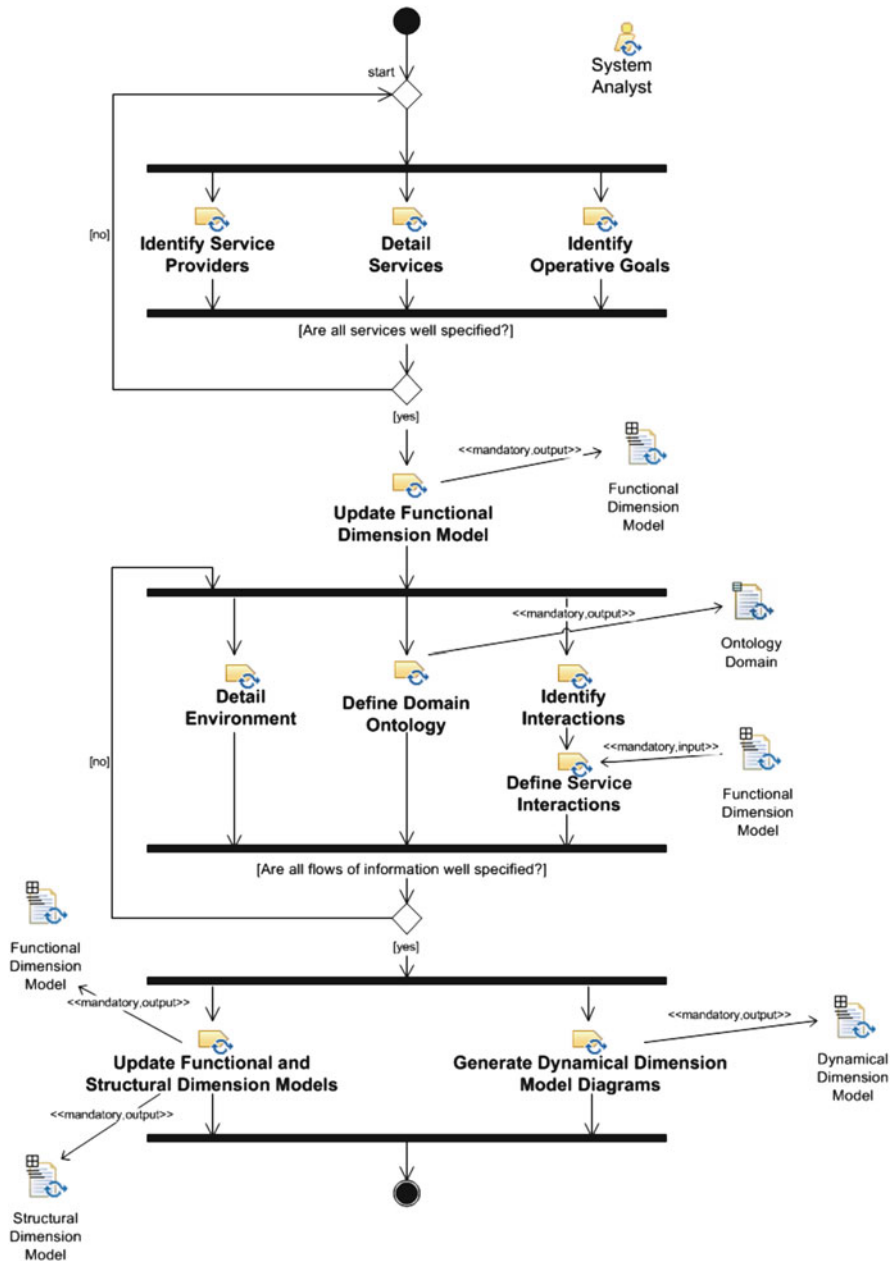 start
System
Analyst
[no]
Identify Service
Providers
Detail
Services
Identify
Operative Goals
[Are all services well specified?]
[yes]
<<mandatory,output>>
Update Functional
Dimension Model
Functional
Dimension
Model
<<mandatory,output>>
Ontology
Domain
Detail
Environment
Define Domain
Ontology
Identify
Interactions
[no]
<<mandatory,input>>
Define Service
Interactions
Functional
Dimension
Model
[Are all flows of information well specified?]
[yes]
Functional
Dimension
Model
<<mandatory,output>>
<<mandatory,output>>
Update Functional and
Structural Dimension Models
Generate Dynamical Dimension
Model Diagrams
Dynamical
Dimension
Model
<<mandatory,output>>
Structural
Dimension
Model